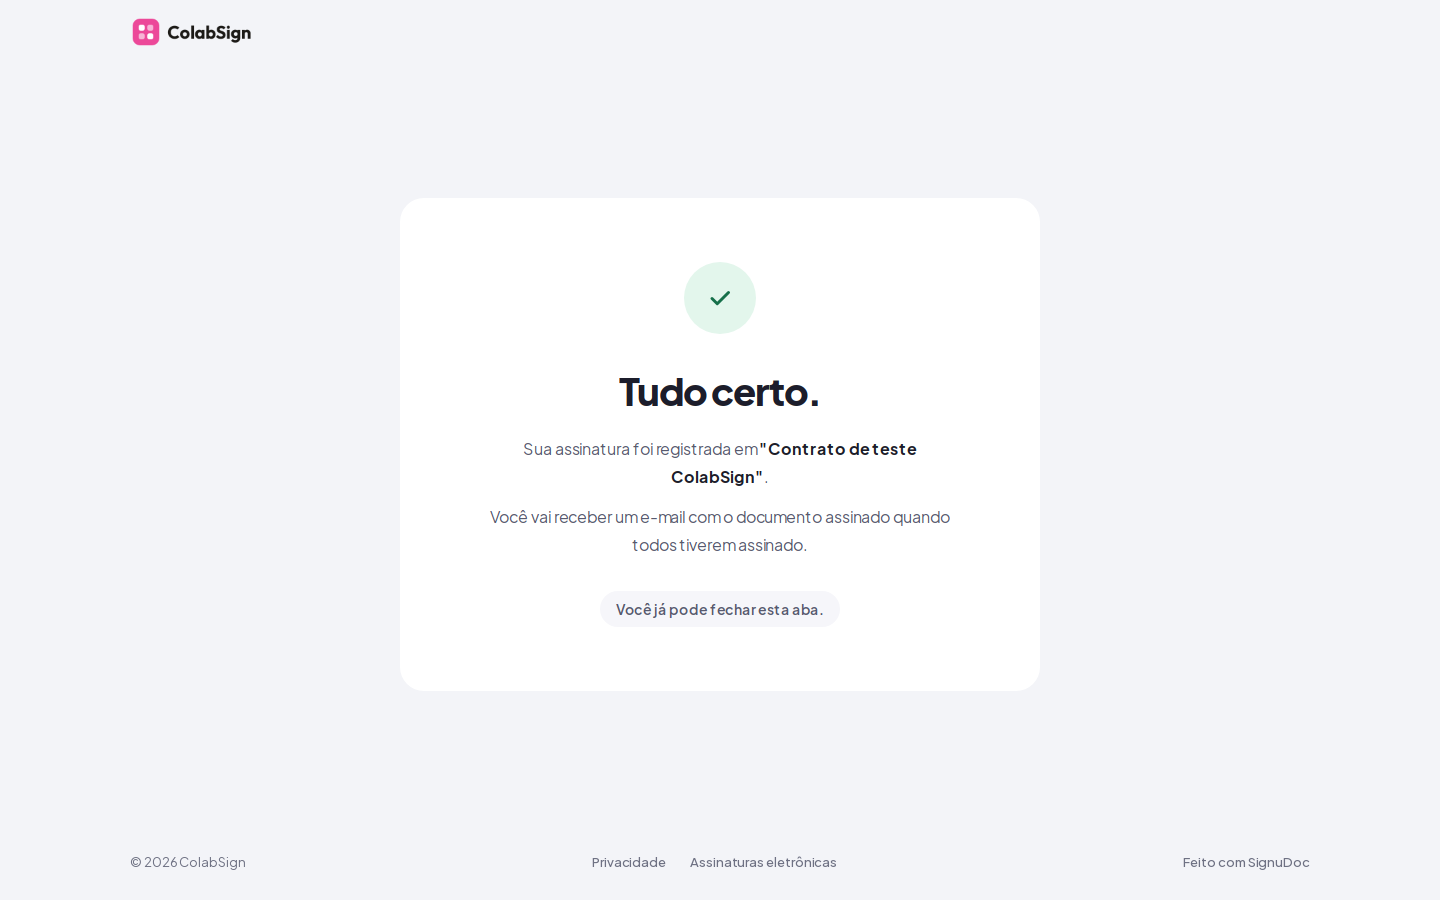 ColabSign
Tudo certo.
Sua assinatura foi registrada em "Contrato de teste
ColabSign".
Você vai receber um e-mail com o documento assinado quando
todos tiverem assinado.
Você já pode fechar esta aba.
© 2026 ColabSign
Privacidade
Assinaturas eletrônicas
Feito com SignuDoc